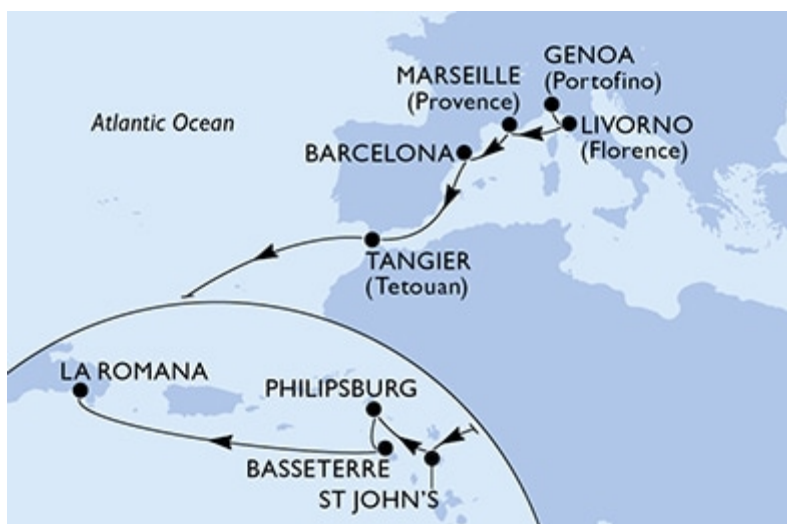 GENOA
(Portofino)
MARSEILLE
(Provence)
LIVORNO
(Florence)
Atlantic Ocean
BARCELONA
TANGIER
(Tetouan)
LA ROMANA
PHILIPSBURG
BASSETERRE
ST JOHN'S